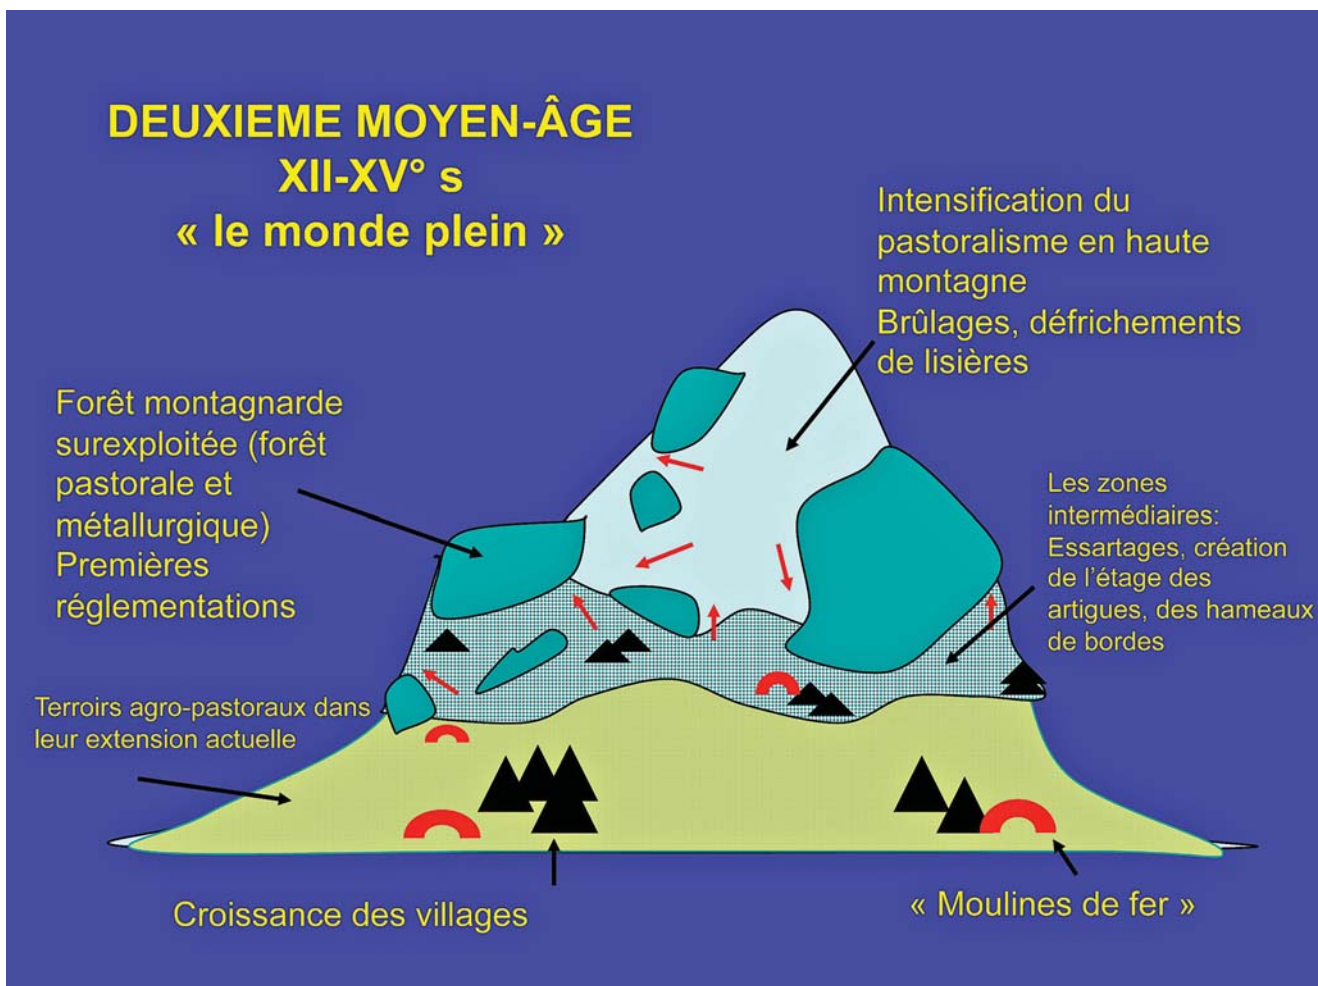 DEUXIEME MOYEN-ÂGE
XII-XV° s
« le monde plein »
Intensification du
pastoralisme en haute
montagne
Brûlages, défrichements
de lisières
Forêt montagnarde
surexploitée (forêt
pastorale et
métallurgique)
Premières
réglementations
Les zones
intermédiaires:
Essartages, création
de l'étage des
artigues, des hameaux
de bordes
Terroirs agro-pastoraux dans
leur extension actuelle
Croissance des villages
« Moulines de fer »